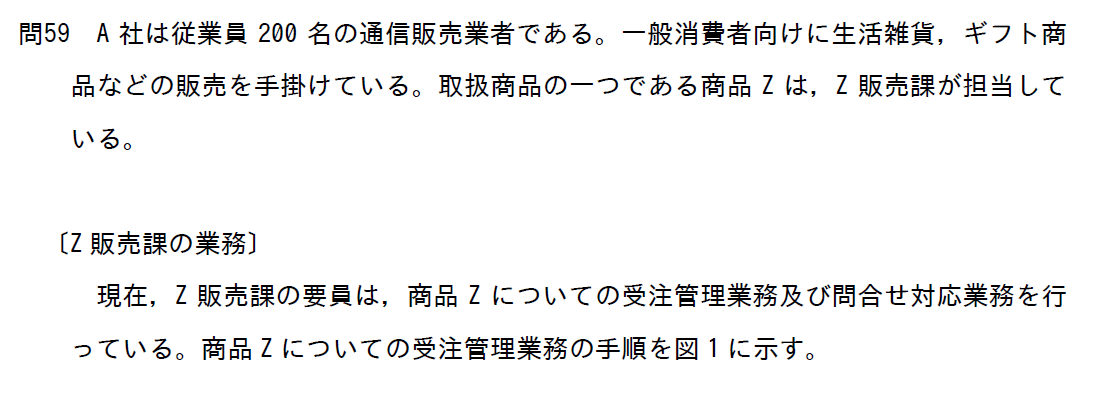 問59　A 社は従業員 200 名の通信販売業者である。一般消費者向けに生活雑貨，ギフト商
品などの販売を手掛けている。取扱商品の一つである商品 Z は，Z 販売課が担当して
いる。
〔Z 販売課の業務〕
現在，Z 販売課の要員は，商品 Z についての受注管理業務及び問合せ対応業務を行
っている。商品 Z についての受注管理業務の手順を図 1 に示す。